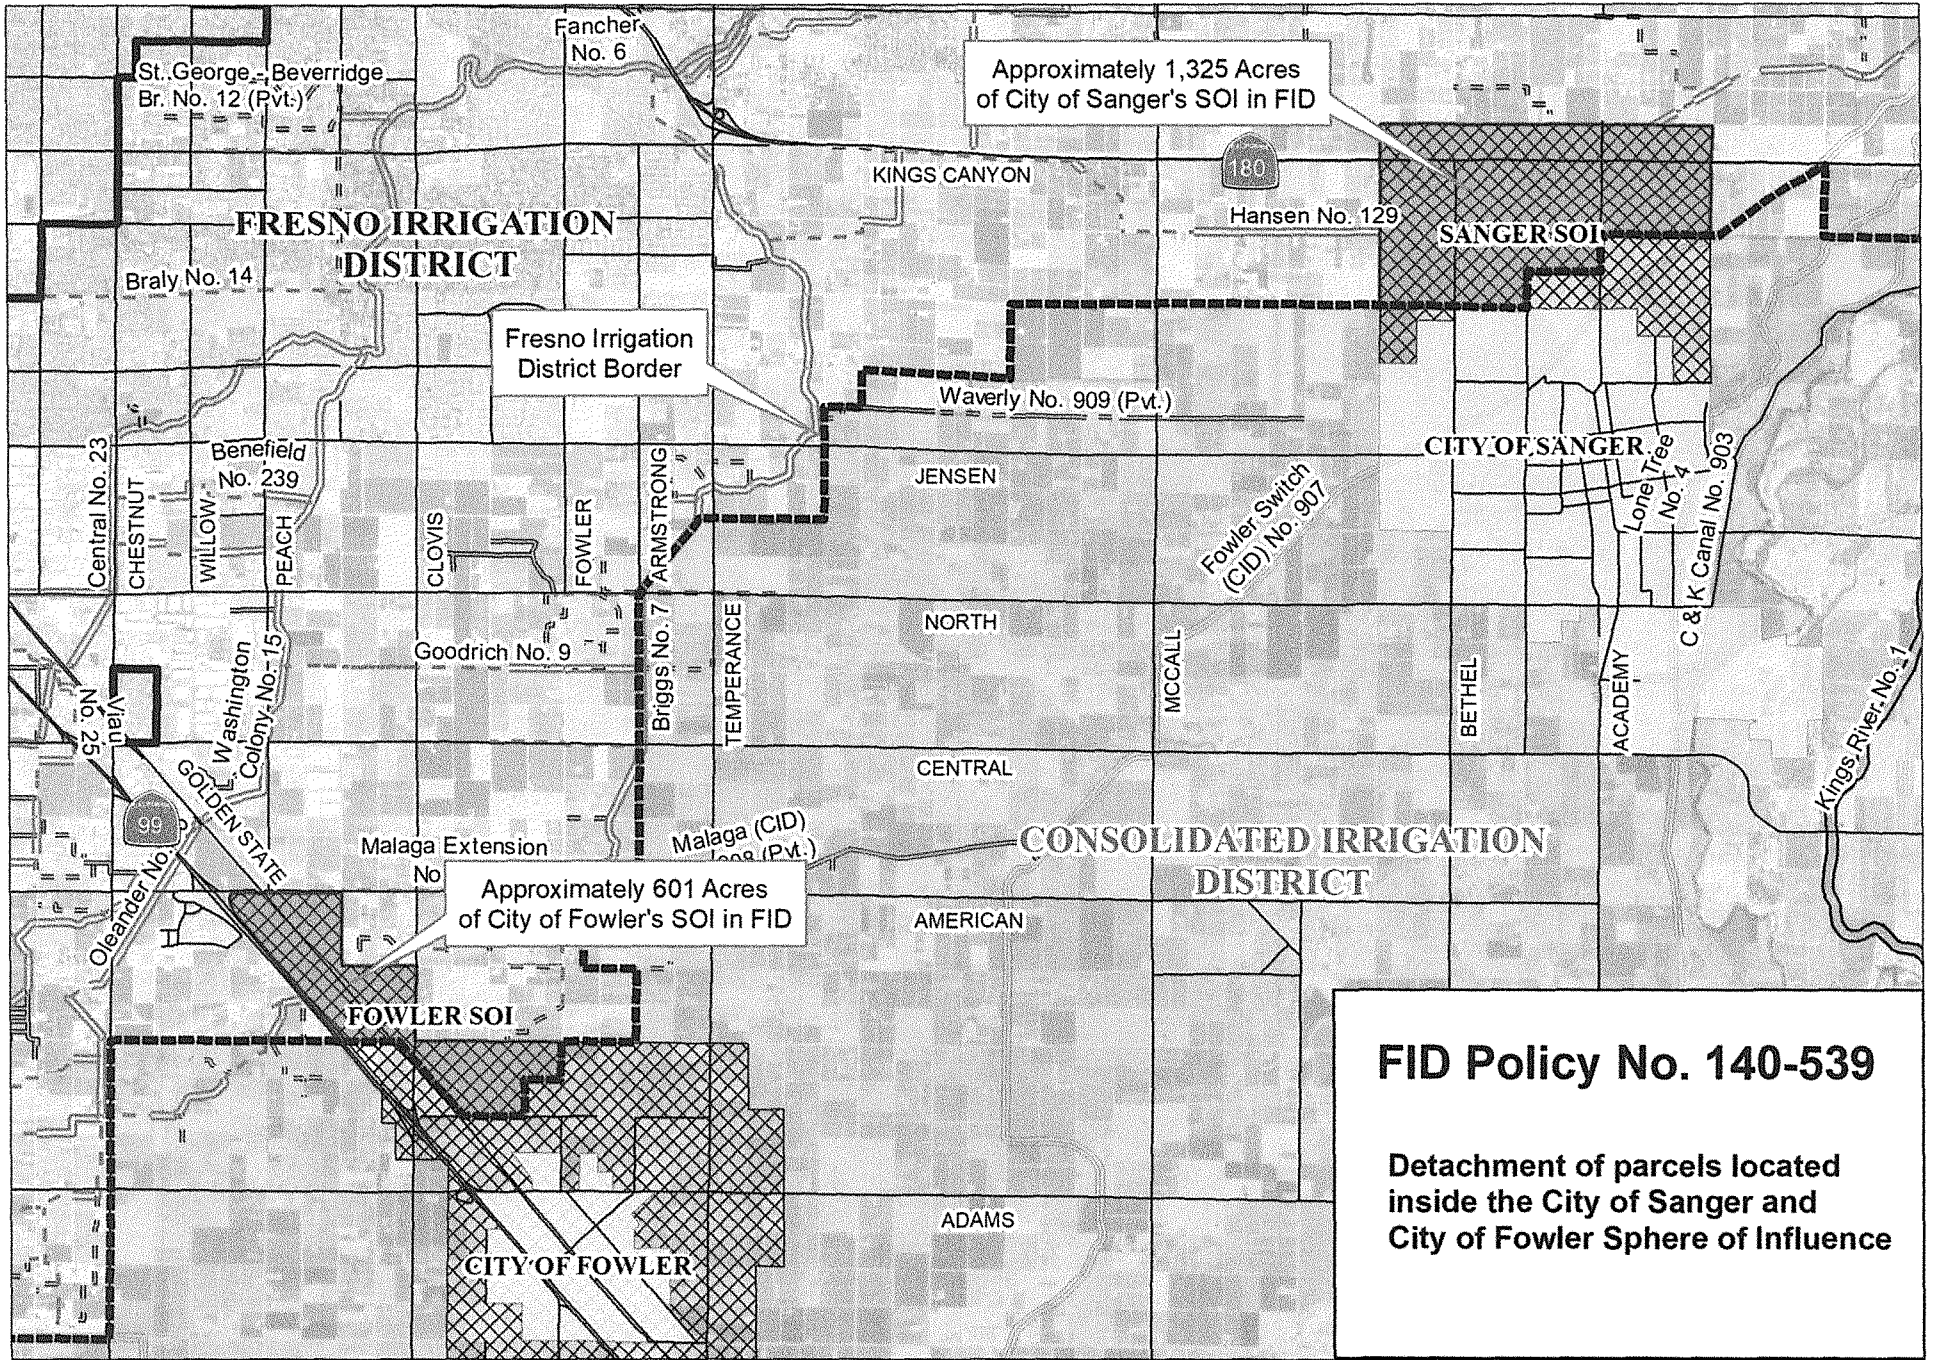 Fancher
No. 6
St. George - Beverridge
Br. No. 12 (Pvt.)
Approximately 1,325 Acres
of City of Sanger's SOI in FID
KINGS CANYON
180
Hansen No. 129
FRESNO IRRIGATION
DISTRICT
SANGER SOI
Braly No. 14
Fresno Irrigation
District Border
Waverly No. 909 (Pvt.)
Central No. 23
CHESTNUT
Benefield
No. 239
WILLOW
PEACH
CLOVIS
FOWLER
ARMSTRONG
JENSEN
Fowler Switch
(CID) No. 907
CITY OF SANGER
Lone Tree
No. 4
C & K Canal No. 903
Washington
Colony No. 15
Goodrich No. 9
Briggs No. 7
TEMPERANCE
NORTH
MCCALL
BETHEL
ACADEMY
Kings River No. 1
Viau
No. 25
GOLDEN STATE
99
CENTRAL
Oleander No.
Malaga Extension
No
Malaga (CID)
908 (Pvt.)
CONSOLIDATED IRRIGATION
DISTRICT
Approximately 601 Acres
of City of Fowler's SOI in FID
AMERICAN
FOWLER SOI
ADAMS
CITY OF FOWLER
FID Policy No. 140-539
Detachment of parcels located
inside the City of Sanger and
City of Fowler Sphere of Influence